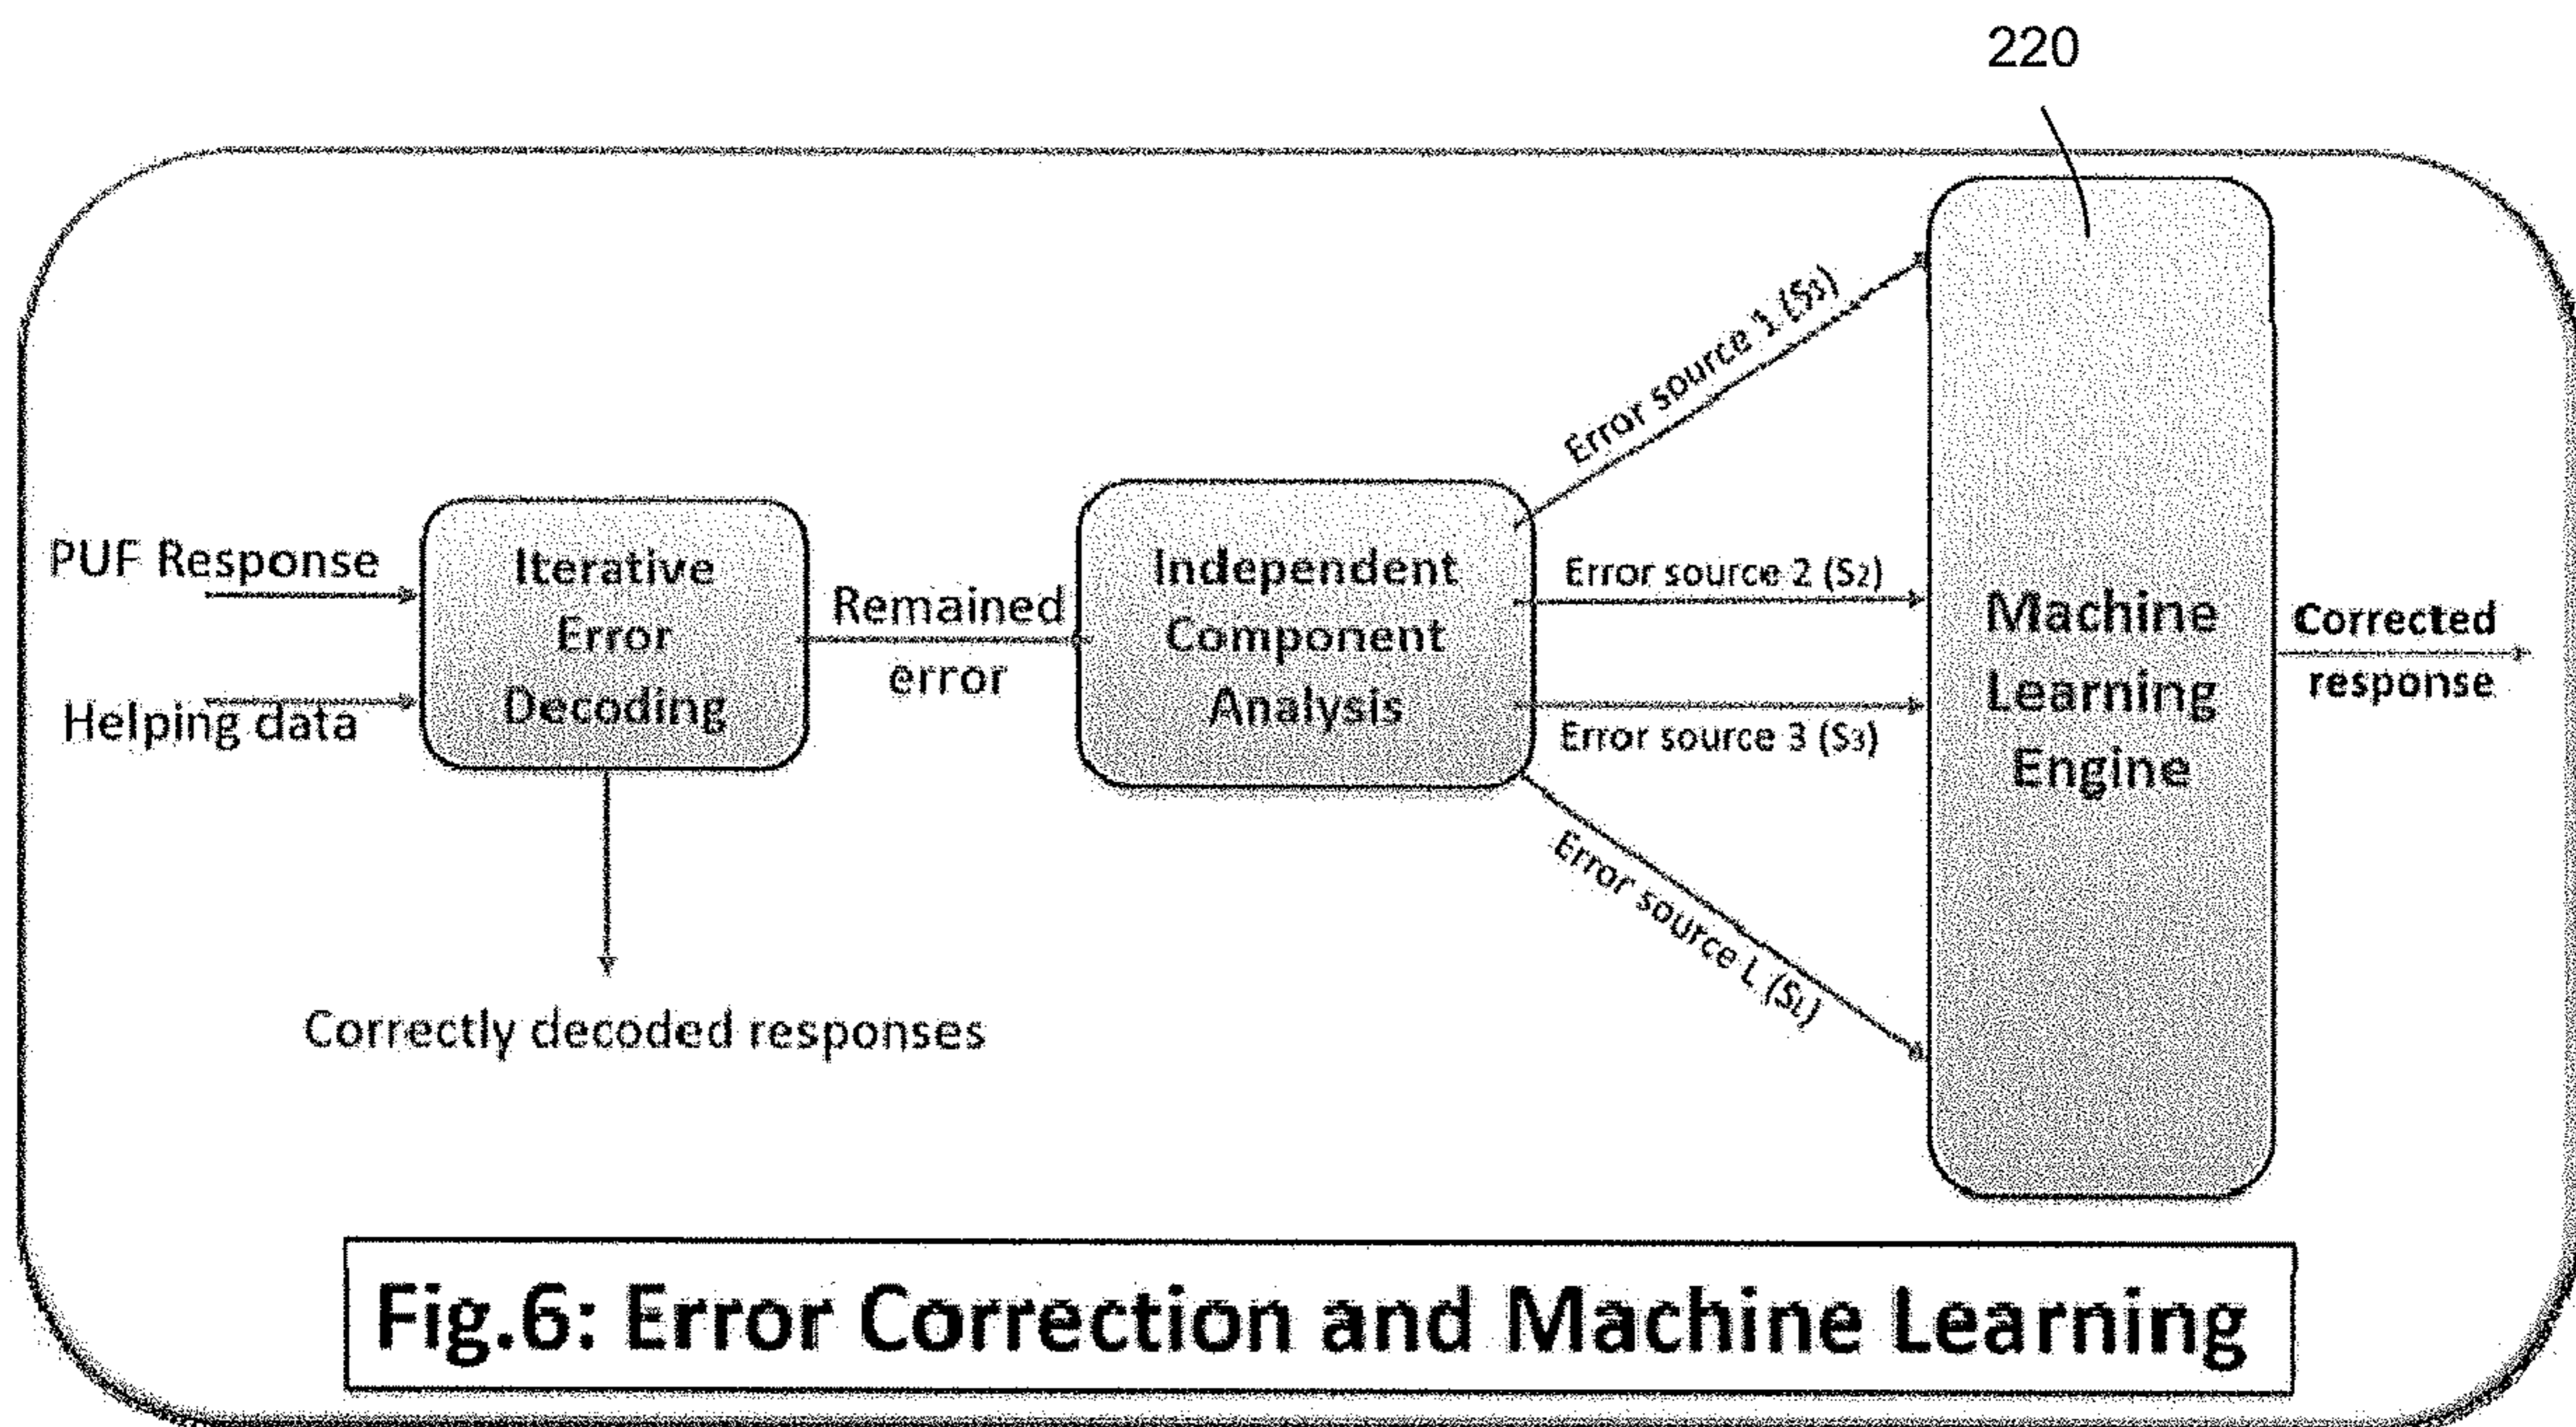 220
PUF Response
Helping data
Iterative
Error
Decoding
Correctly decoded responses
Remained
error
Independent
Component
Analysis
Error source 1 (S1)
Error source 2 (S2)
Error source 3 (S3)
Error source L (SL)
Machine
Learning
Engine
Corrected
response
Fig.6: Error Correction and Machine Learning